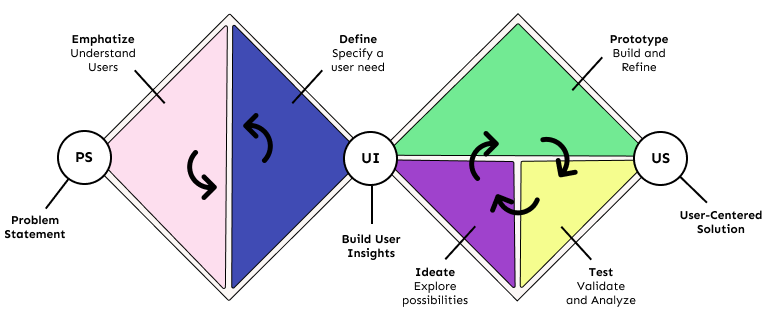 Emphatize
Understand
Users
Define
Specify a
user need
Prototype
Build and
Refine
PS
UI
US
Problem
Statement
Build User
Insights
User-Centered
Solution
Ideate
Explore
possibilities
Test
Validate
and Analyze